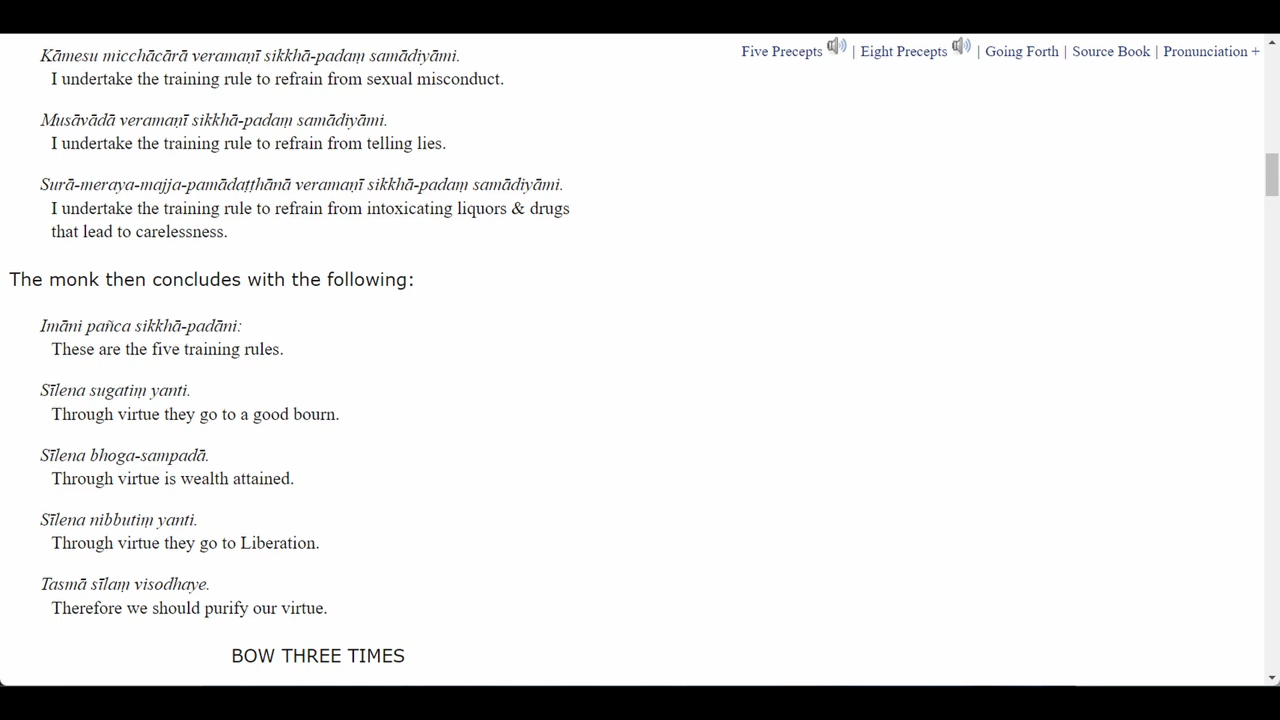 Five Precepts | Eight Precepts | Going Forth | Source Book | Pronunciation +
Kāmesu micchācārā veramaṇī sikkhā-padaṃ samādiyāmi.
I undertake the training rule to refrain from sexual misconduct.
Musāvādā veramaṇī sikkhā-padaṃ samādiyāmi.
I undertake the training rule to refrain from telling lies.
Surā-meraya-majja-pamādaṭṭhānā veramaṇī sikkhā-padaṃ samādiyāmi.
I undertake the training rule to refrain from intoxicating liquors & drugs
that lead to carelessness.
The monk then concludes with the following:
Imāni pañca sikkhā-padāni:
These are the five training rules.
Sīlena sugatiṃ yanti.
Through virtue they go to a good bourn.
Sīlena bhoga-sampadā.
Through virtue is wealth attained.
Sīlena nibbutiṃ yanti.
Through virtue they go to Liberation.
Tasmā sīlaṃ visodhaye.
Therefore we should purify our virtue.
BOW THREE TIMES